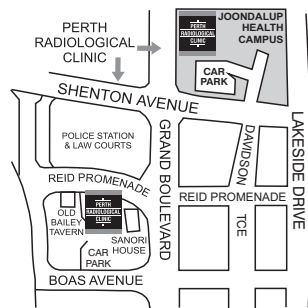 PERTH
RADIOLOGICAL
CLINIC
PERTH
RADIOLOGICAL
CLINIC
JOONDALUP
HEALTH
CAMPUS
CAR
PARK
SHENTON AVENUE
POLICE STATION
& LAW COURTS
GRAND BOULEVARD
DAVIDSON
TCE
LAKESIDE DRIVE
REID PROMENADE
REID PROMENADE
OLD
BAILEY
TAVERN
PERTH
RADIOLOGICAL
CLINIC
SANORI
HOUSE
CAR
PARK
BOAS AVENUE